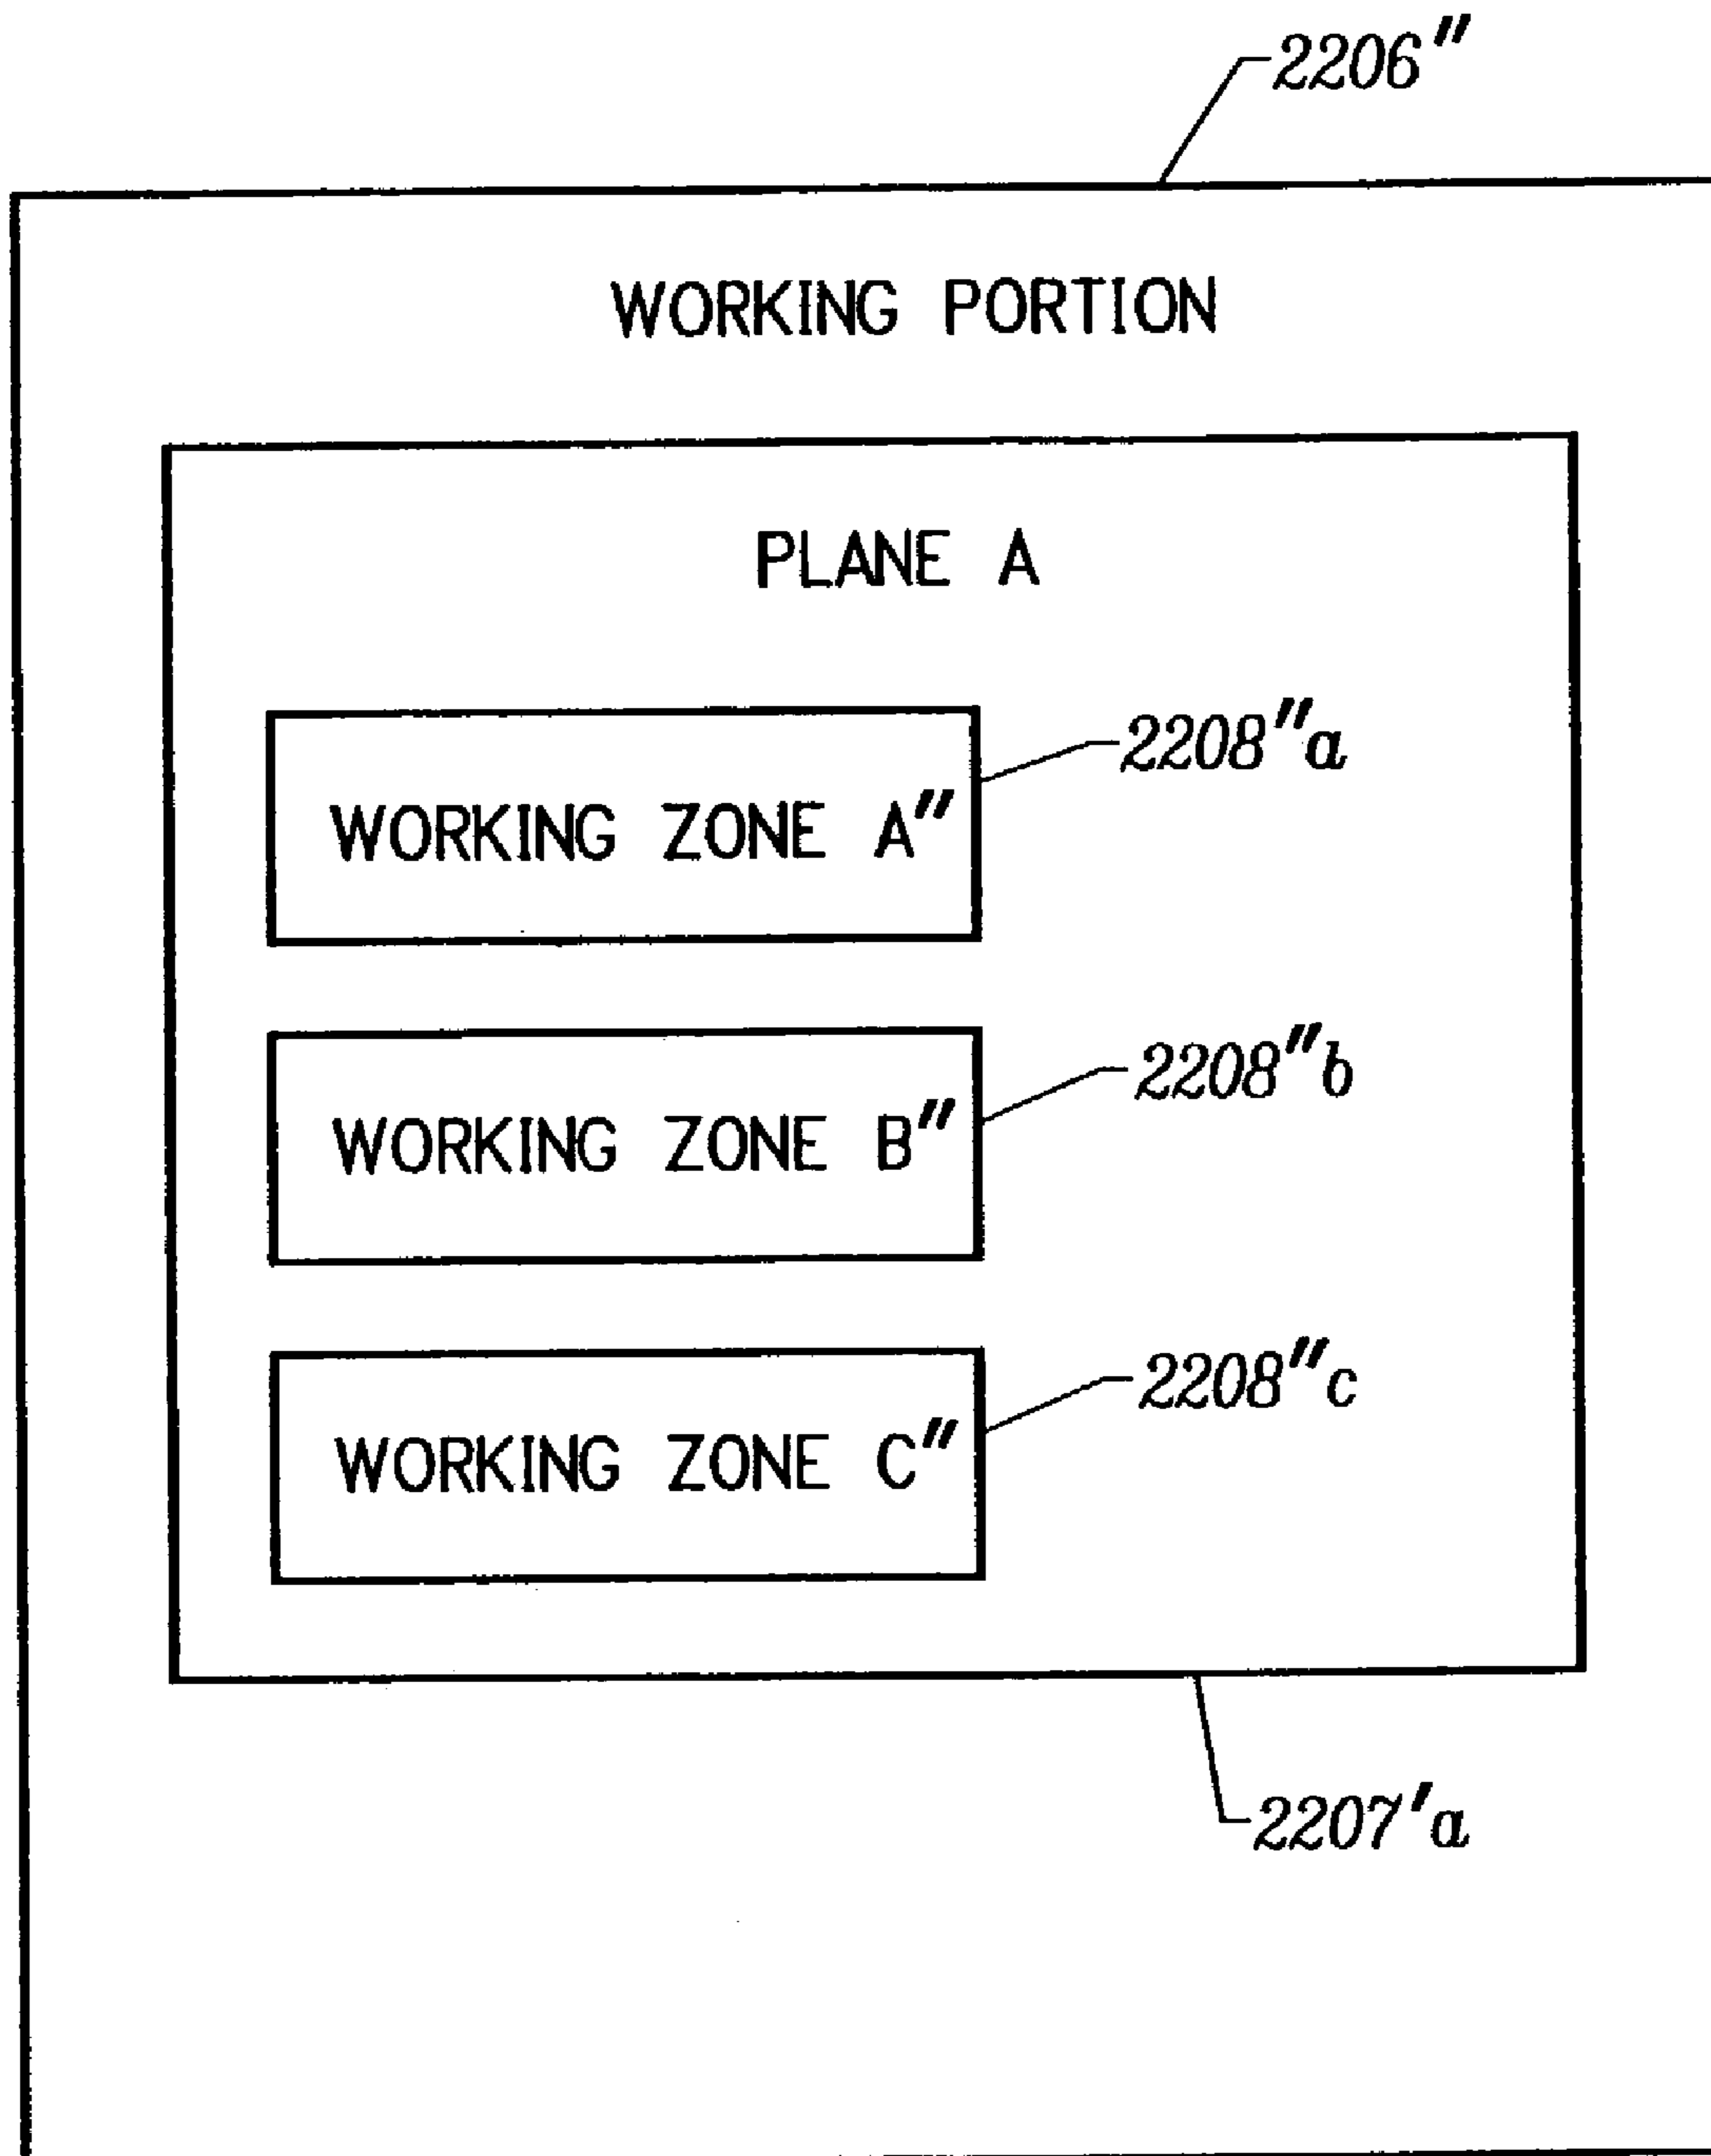 2206"
WORKING PORTION
PLANE A
2208"a
WORKING ZONE A"
2208"b
WORKING ZONE B"
2208"c
WORKING ZONE C"
2207'a